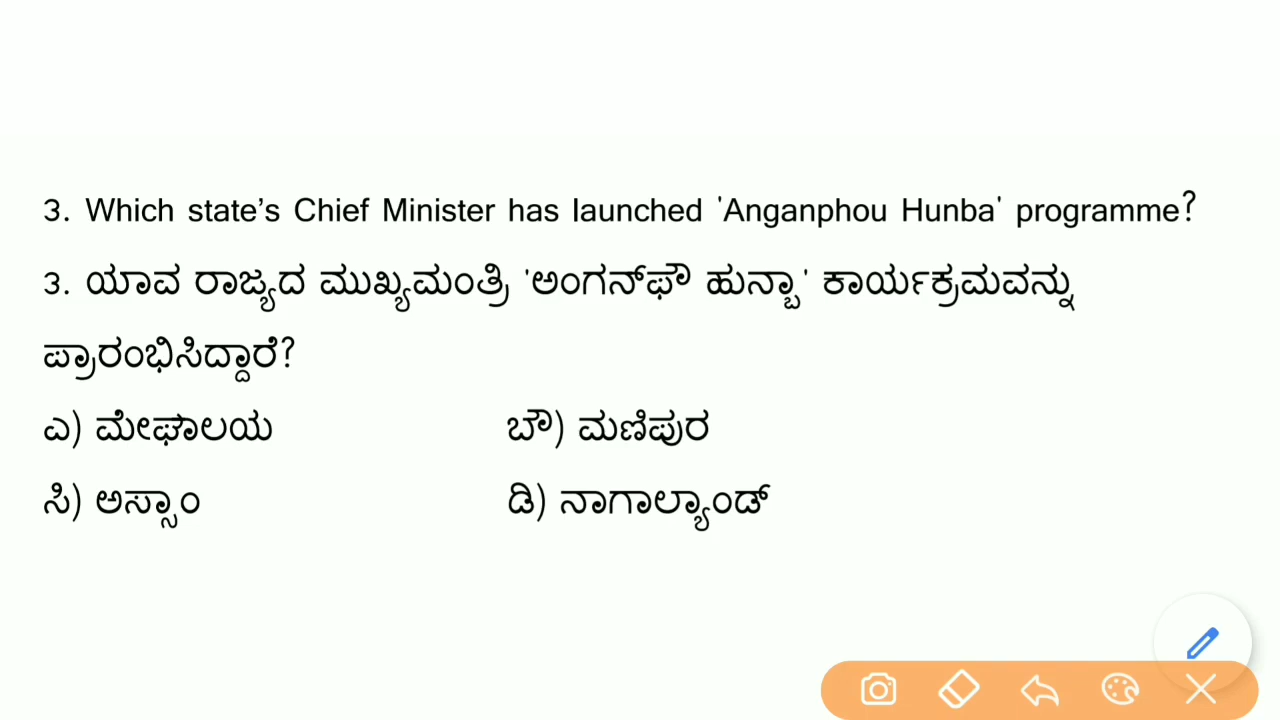 3. Which state's Chief Minister has launched 'Anganphou Hunba' programme?
3. ಯಾವ ರಾಜ್ಯದ ಮುಖ್ಯಮಂತ್ರಿ 'ಅಂಗನ್‌ಫೌ ಹುನ್ಬಾ' ಕಾರ್ಯಕ್ರಮವನ್ನು
ಪ್ರಾರಂಭಿಸಿದ್ದಾರೆ?
ಎ) ಮೇಘಾಲಯ ಬೌ) ಮಣಿಪುರ
ಸಿ) ಅಸ್ಸಾಂ ಡಿ) ನಾಗಾಲ್ಯಾಂಡ್